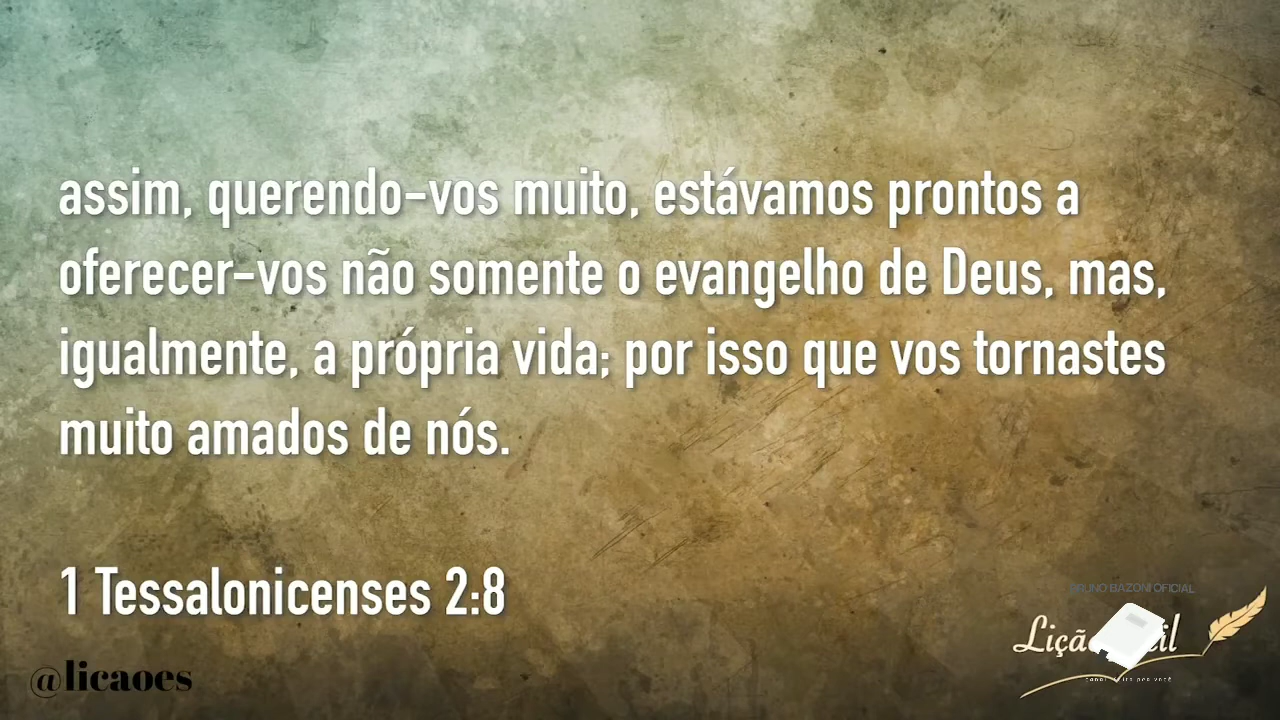 assim, querendo-vos muito, estávamos prontos a
oferecer-vos não somente o evangelho de Deus, mas,
igualmente, a própria vida; por isso que vos tornastes
muito amados de nós.
1 Tessalonicenses 2:8
BRUNO BAZONI OFICIAL
@licaoes